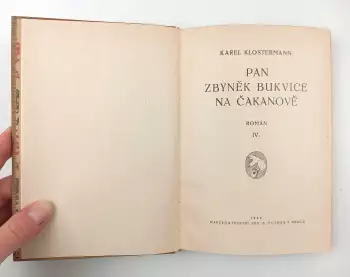 KAREL KLOSTERMANN:
PAN
ZBYNĚK BUKVICE
NA ČAKANOVĚ
ROMÁN
IV.